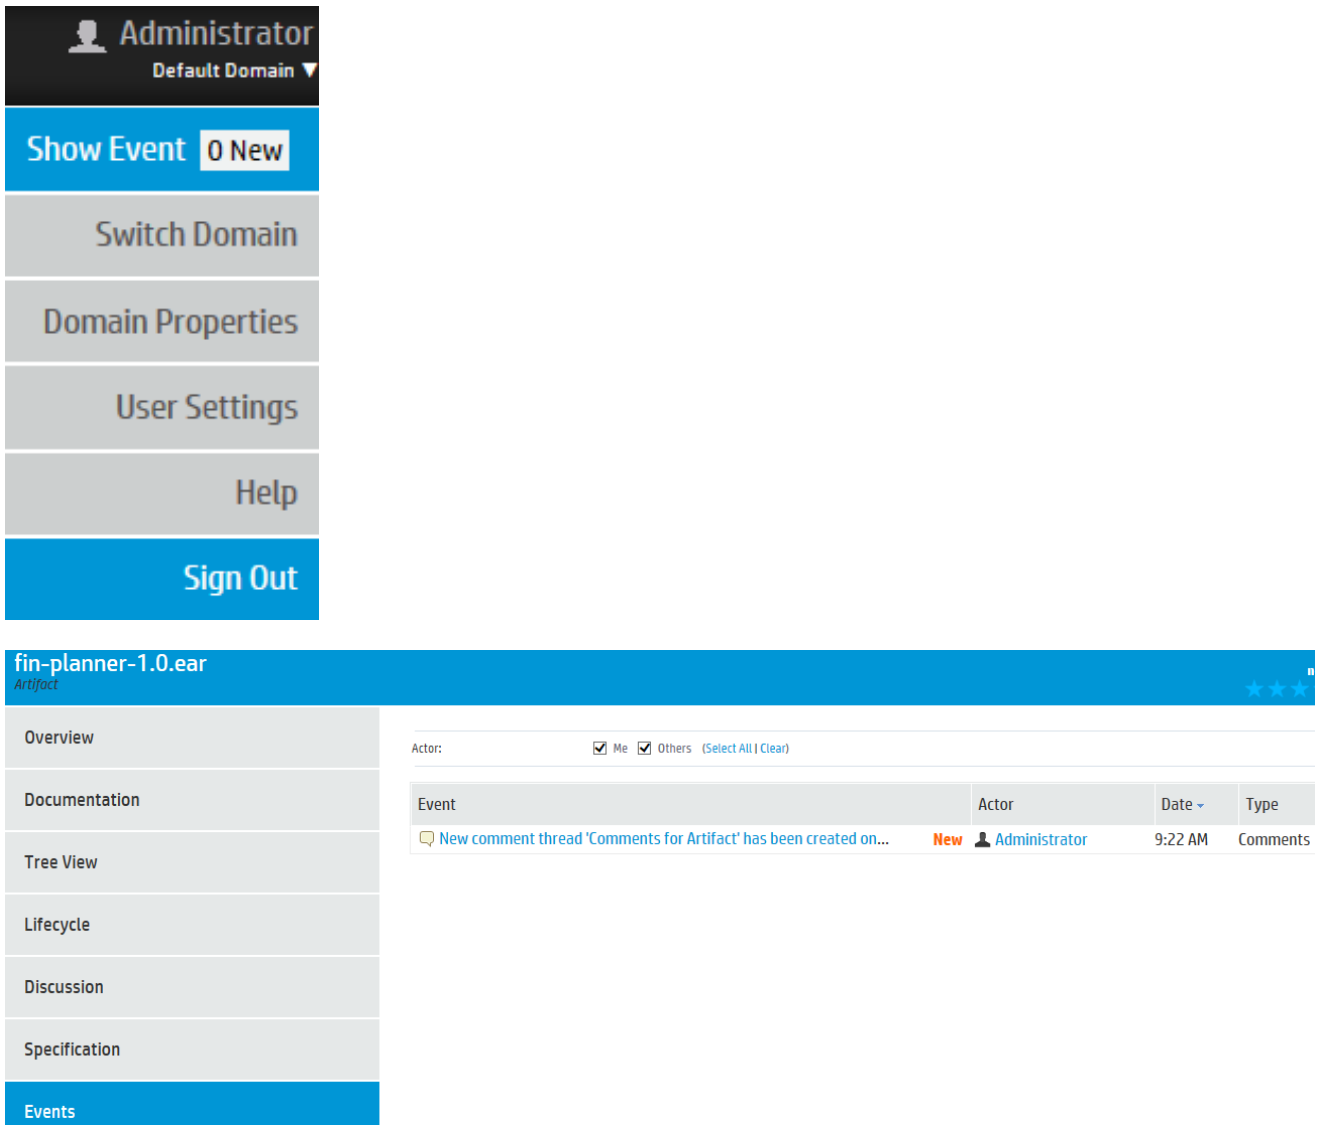 Administrator
Default Domain ▼
Show Event 0 New
Switch Domain
Domain Properties
User Settings
Help
Sign Out
fin-planner-1.0.ear
Artifact
n
Overview
Documentation
Tree View
Lifecycle
Discussion
Specification
Events
Actor: Me Others (Select All | Clear)
Event Actor Date Type
New comment thread 'Comments for Artifact' has been created on... New Administrator 9:22 AM Comments